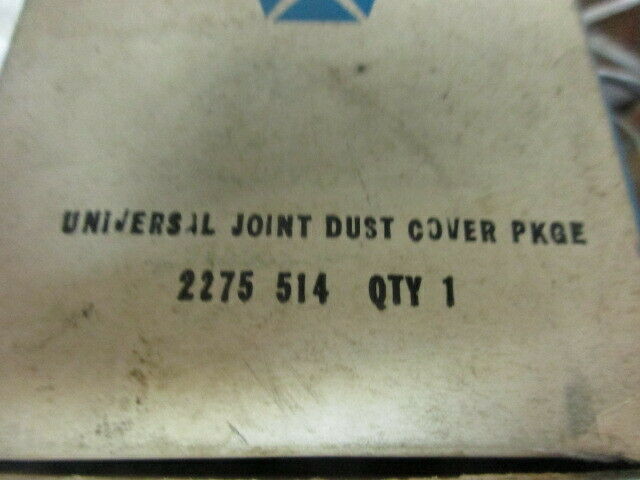 UNIVERSAL JOINT DUST COVER PKGE
2275 514 QTY 1